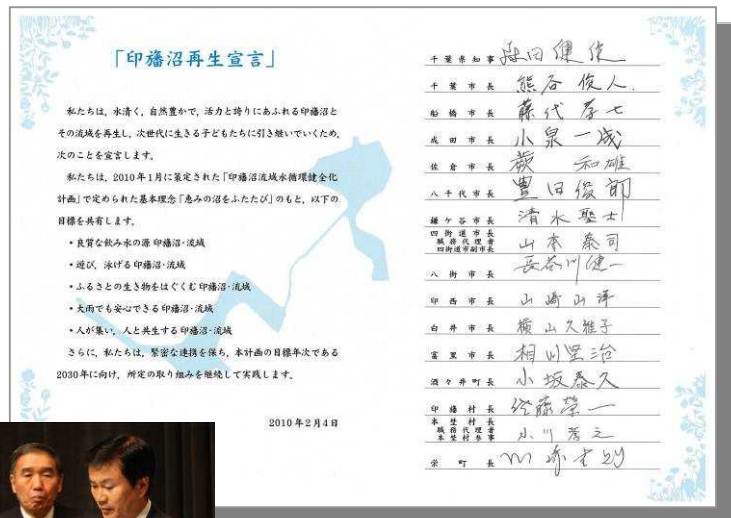 「印旛沼再生宣言」
私たちは，水清く，自然豊かで，活力と誇りにあふれる印旛沼と
その流域を再生し，次世代に生きる子どもたちに引き継いでいくため，
次のことを宣言します。
私たちは，2010年1月に策定された「印旛沼流域水循環健全化
計画」で定められた基本理念「恵みの沼をふたたび」のもと，以下の
目標を共有します。
・良質な飲み水の源 印旛沼・流域
・遊び，泳げる印旛沼・流域
・ふるさとの生き物をはぐくむ印旛沼・流域
・大雨でも安心できる印旛沼・流域
・人が集い，人と共生する印旛沼・流域
さらに，私たちは，緊密な連携を保ち，本計画の目標年次である
2030年に向け，所定の取り組みを継続して実践します。
2010年2月4日
千葉県知事 森田健作
千葉市長 熊谷俊人
船橋市長 藤代孝七
成田市長 小泉一成
佐倉市長 蕨 和雄
八千代市長 豊田俊郎
鎌ケ谷市長 清水聖士
四街道市長
職務代理者
四街道市副市長 山本泰司
八街市長 長谷川健一
印西市長 山﨑山洋
白井市長 横山久雅子
富里市長 相川堅治
酒々井町長 小坂泰久
印旛村長 佐藤榮一
本埜村長
職務代理者
本埜村参事 小川芳之
栄町長